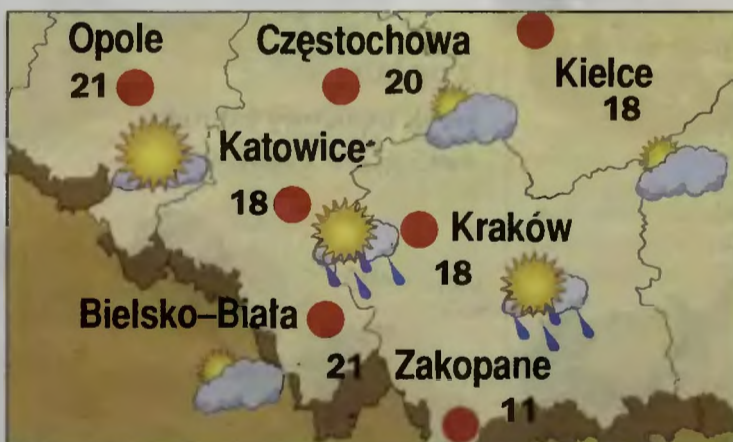 Opole
21
Częstochowa
20
Kielce
18
Katowice
18
Kraków
18
Bielsko–Biała
21
Zakopane
11